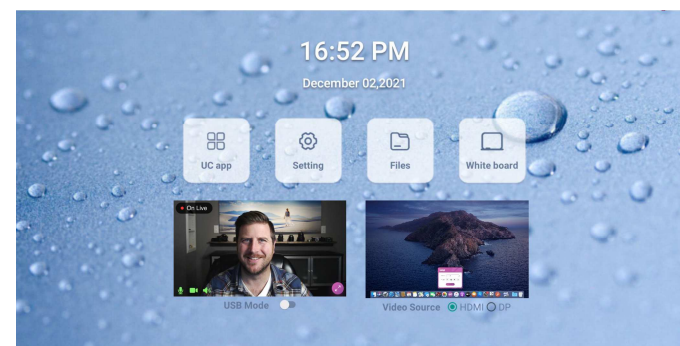 16:52 PM
December 02,2021
UC app
Setting
Files
White board
On Live
USB Mode
Video Source HDMI DP